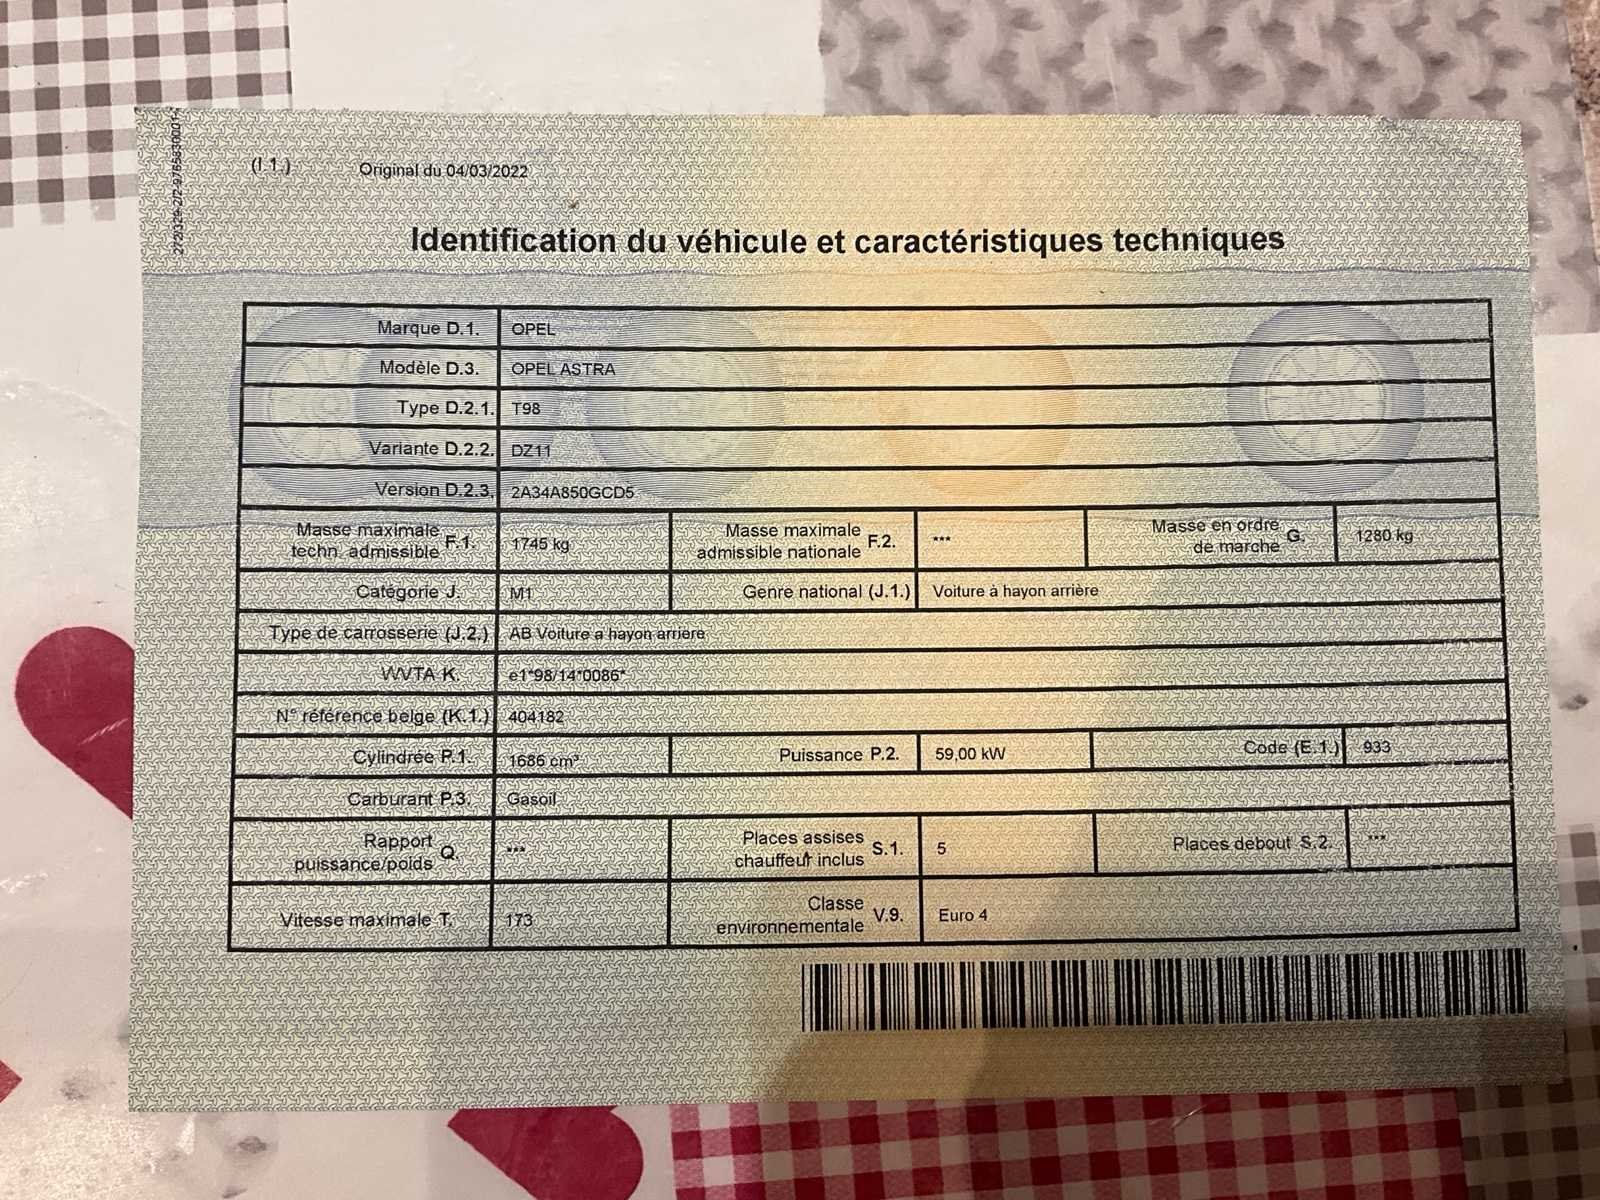 (I.1.) Original du 04/03/2022
Identification du véhicule et caractéristiques techniques
Marque D.1. OPEL
Modèle D.3. OPEL ASTRA
Type D.2.1. T98
Variante D.2.2. DZ11
Version D.2.3. 2A34A850GCD5
Masse maximale techn. admissible F.1. 1745 kg Masse maximale admissible nationale F.2. *** Masse en ordre de marche G. 1280 kg
Catégorie J. M1 Genre national (J.1.) Voiture à hayon arrière
Type de carrosserie (J.2.) AB Voiture a hayon arriere
WVTA K. e1*98/14*0086*
N° référence belge (K.1.) 404182
Cylindrée P.1. 1686 cm³ Puissance P.2. 59,00 kW Code (E.1.) 933
Carburant P.3. Gasoil
Rapport puissance/poids Q. *** Places assises chauffeur inclus S.1. 5 Places debout S.2. ***
Vitesse maximale T. 173 Classe environnementale V.9. Euro 4